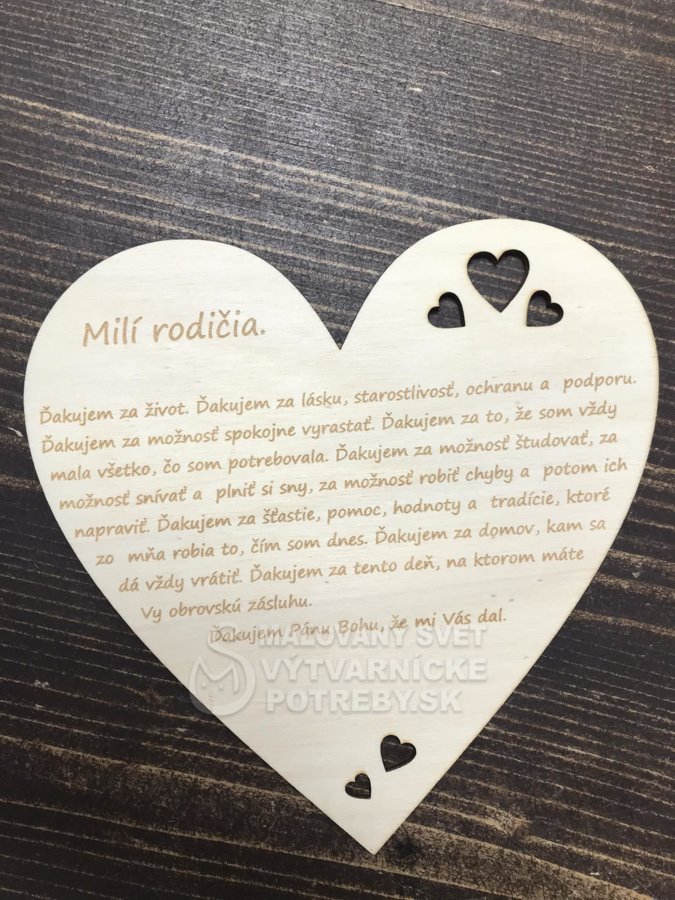 Milí rodičia.
Ďakujem za život. Ďakujem za lásku, starostlivosť, ochranu a podporu.
Ďakujem za možnosť spokojne vyrastať. Ďakujem za to, že som vždy
mala všetko, čo som potrebovala. Ďakujem za možnosť študovať, za
možnosť snívať a plniť si sny, za možnosť robiť chyby a potom ich
napraviť. Ďakujem za šťastie, pomoc, hodnoty a tradície, ktoré
zo mňa robia to, čím som dnes. Ďakujem za domov, kam sa
dá vždy vrátiť. Ďakujem za tento deň, na ktorom máte
Vy obrovskú zásluhu.
Ďakujem Pánu Bohu, že mi Vás dal.
MAĽOVANÝ SVET
VÝTVARNÍCKE
POTREBY.SK